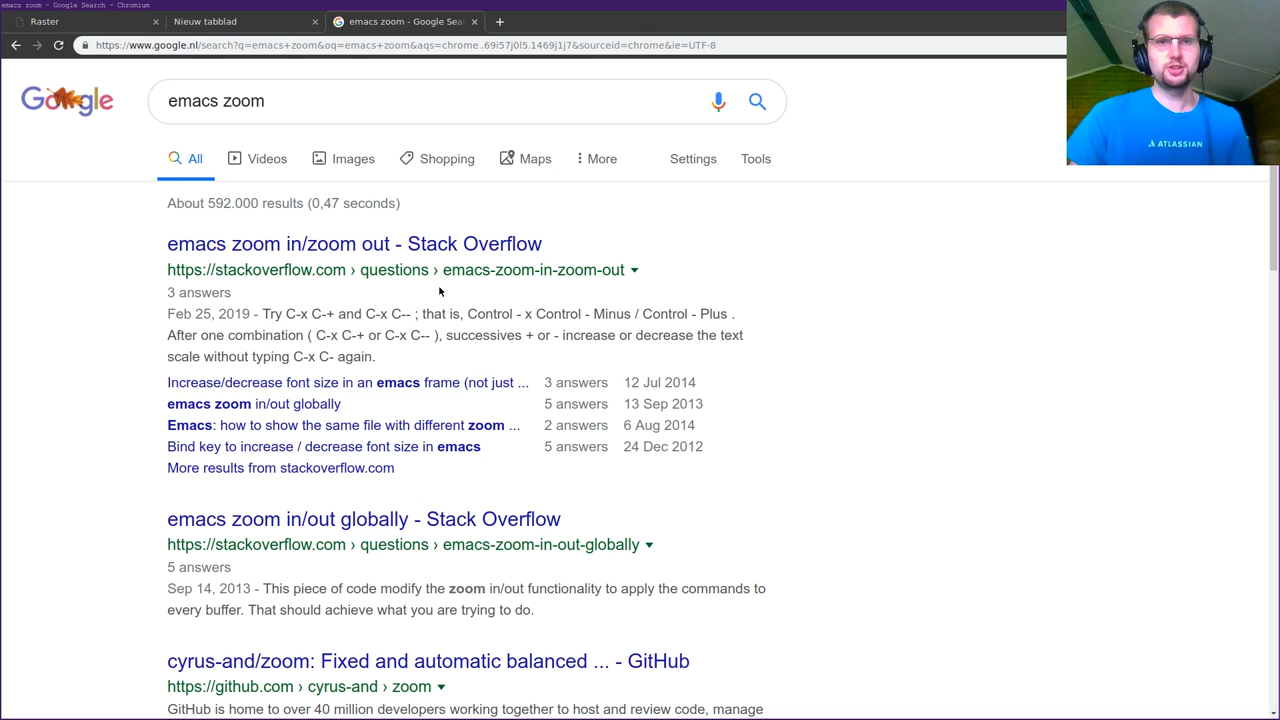 emacs zoom - Google Search - Chromium
Raster
Nieuw tabblad
emacs zoom - Google Sea
https://www.google.nl/search?q=emacs+zoom&oq=emacs+zoom&aqs=chrome..69i57j0l5.1469j1j7&sourceid=chrome&ie=UTF-8
Google
emacs zoom
All Videos Images Shopping Maps More Settings Tools
About 592.000 results (0,47 seconds)
emacs zoom in/zoom out - Stack Overflow
https://stackoverflow.com › questions › emacs-zoom-in-zoom-out
3 answers
Feb 25, 2019 - Try C-x C-+ and C-x C-- ; that is, Control - x Control - Minus / Control - Plus .
After one combination ( C-x C-+ or C-x C-- ), successives + or - increase or decrease the text
scale without typing C-x C- again.
Increase/decrease font size in an emacs frame (not just ... 3 answers 12 Jul 2014
emacs zoom in/out globally 5 answers 13 Sep 2013
Emacs: how to show the same file with different zoom ... 2 answers 6 Aug 2014
Bind key to increase / decrease font size in emacs 5 answers 24 Dec 2012
More results from stackoverflow.com
emacs zoom in/out globally - Stack Overflow
https://stackoverflow.com › questions › emacs-zoom-in-out-globally
5 answers
Sep 14, 2013 - This piece of code modify the zoom in/out functionality to apply the commands to
every buffer. That should achieve what you are trying to do.
cyrus-and/zoom: Fixed and automatic balanced ... - GitHub
https://github.com › cyrus-and › zoom
GitHub is home to over 40 million developers working together to host and review code, manage
ATLASSIAN